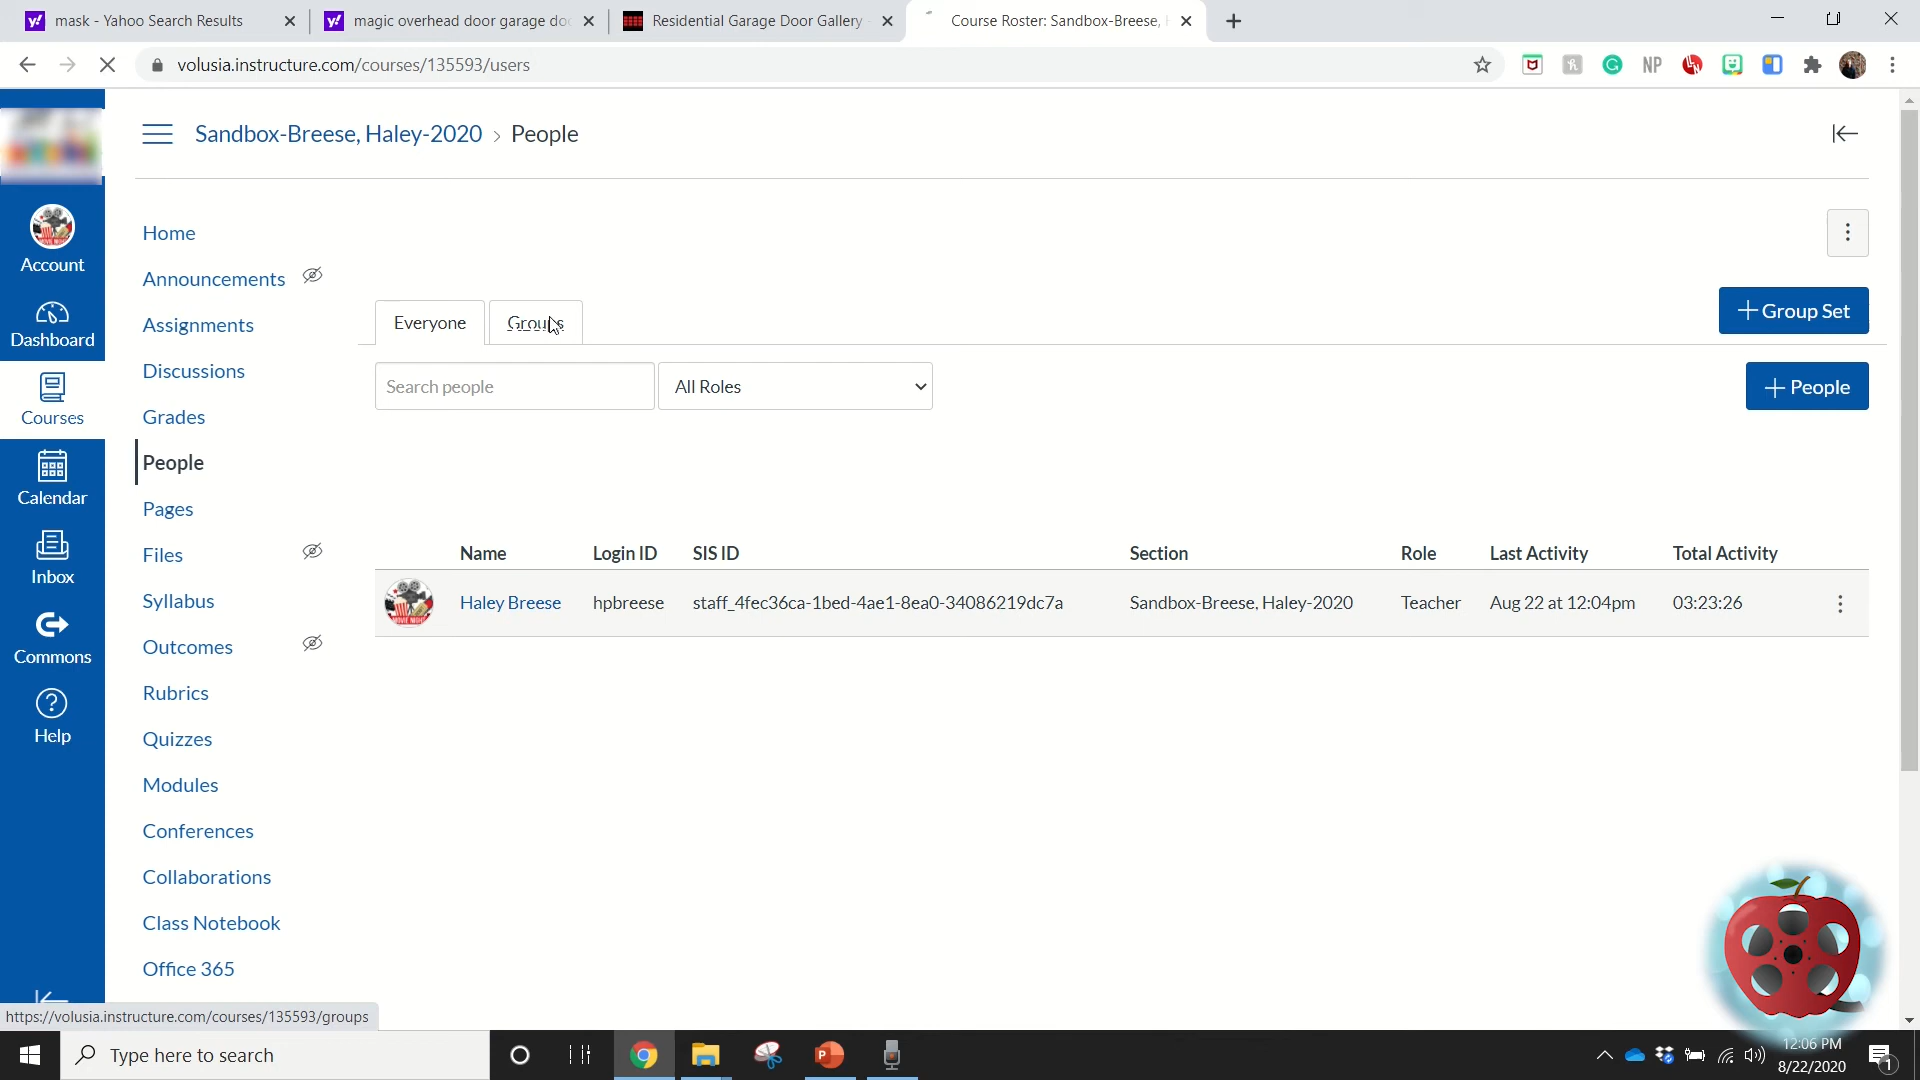 mask - Yahoo Search Results
magic overhead door garage do
Residential Garage Door Gallery
Course Roster: Sandbox-Breese,
volusia.instructure.com/courses/135593/users
NP
Sandbox-Breese, Haley-2020 > People
Account
Dashboard
Courses
Calendar
Inbox
Commons
Help
Home
Announcements
Assignments
Discussions
Grades
People
Pages
Files
Syllabus
Outcomes
Rubrics
Quizzes
Modules
Conferences
Collaborations
Class Notebook
Office 365
Everyone
Groups
+ Group Set
Search people
All Roles
+ People
Name Login ID SIS ID Section Role Last Activity Total Activity
Haley Breese hpbreese staff_4fec36ca-1bed-4ae1-8ea0-34086219dc7a Sandbox-Breese, Haley-2020 Teacher Aug 22 at 12:04pm 03:23:26
https://volusia.instructure.com/courses/135593/groups
Type here to search
12:06 PM
8/22/2020
1